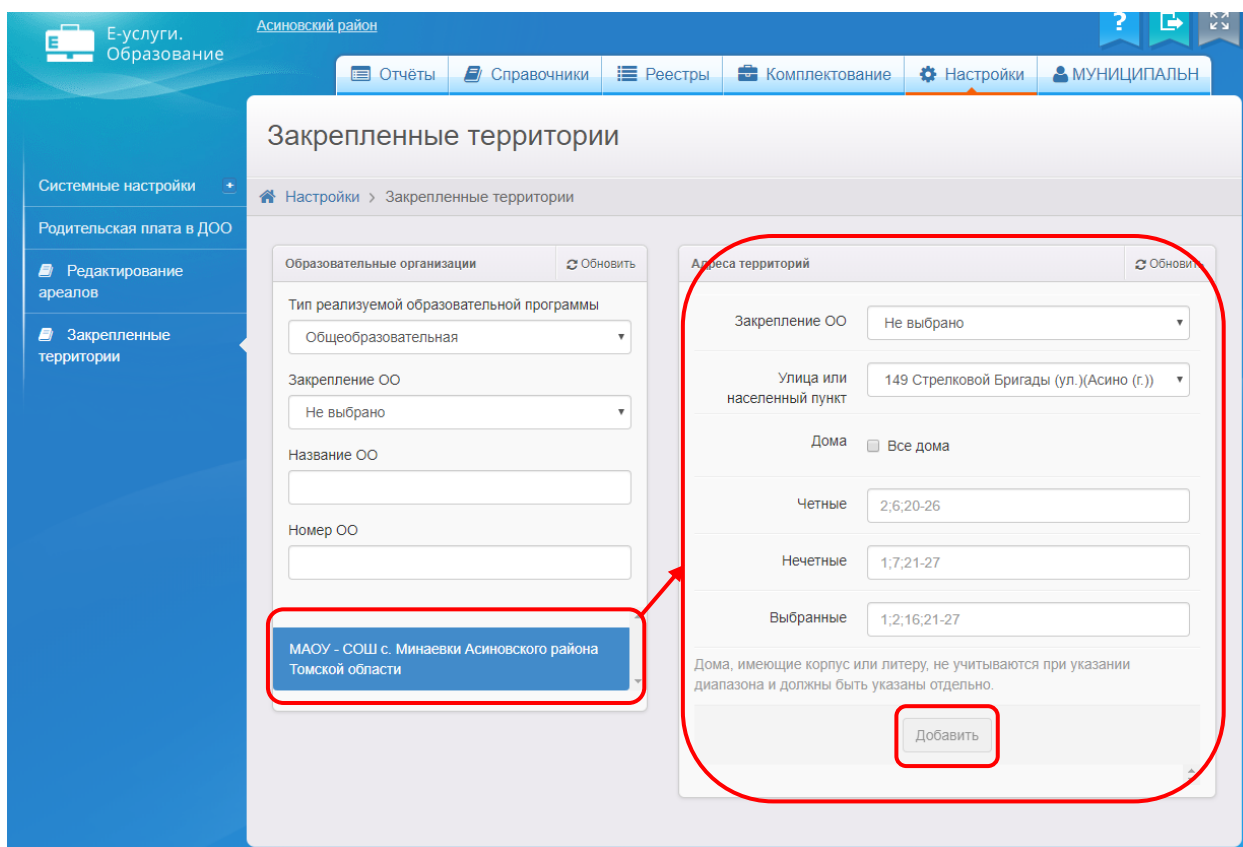 Е-услуги.
Образование
Асиновский район
?
Отчёты
Справочники
Реестры
Комплектование
Настройки
МУНИЦИПАЛЬН
Закрепленные территории
Системные настройки
Родительская плата в ДОО
Редактирование
ареалов
Закрепленные
территории
Настройки > Закрепленные территории
Образовательные организации
Обновить
Тип реализуемой образовательной программы
Общеобразовательная
Закрепление ОО
Не выбрано
Название ОО
Номер ОО
МАОУ - СОШ с. Минаевки Асиновского района
Томской области
Адреса территорий
Обновить
Закрепление ОО
Не выбрано
Улица или
населенный пункт
149 Стрелковой Бригады (ул.)(Асино (г.))
Дома
Все дома
Четные
2;6;20-26
Нечетные
1;7;21-27
Выбранные
1;2;16;21-27
Дома, имеющие корпус или литеру, не учитываются при указании
диапазона и должны быть указаны отдельно.
Добавить